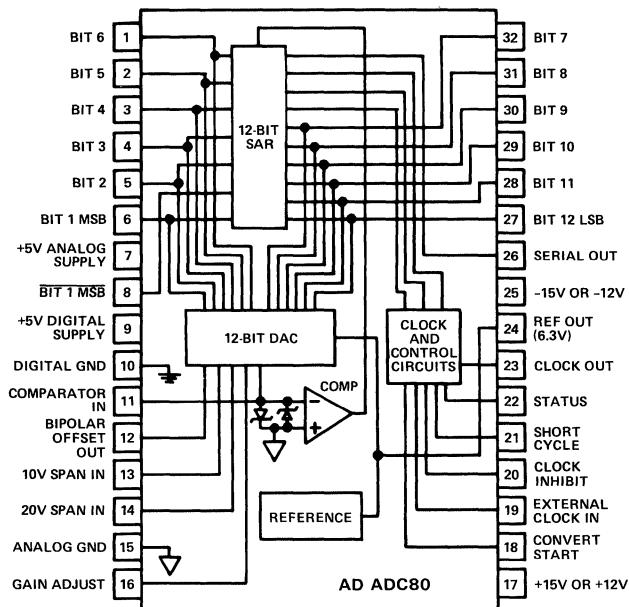 BIT 6 1
BIT 5 2
BIT 4 3
BIT 3 4
BIT 2 5
BIT 1 MSB 6
+5V ANALOG
SUPPLY 7
BIT 1 MSB 8
+5V DIGITAL
SUPPLY 9
DIGITAL GND 10
COMPARATOR
IN 11
BIPOLAR
OFFSET
OUT 12
10V SPAN IN 13
20V SPAN IN 14
ANALOG GND 15
GAIN ADJUST 16
12-BIT
SAR
12-BIT DAC
CLOCK
AND
CONTROL
CIRCUITS
COMP
−
+
REFERENCE
AD ADC80
32 BIT 7
31 BIT 8
30 BIT 9
29 BIT 10
28 BIT 11
27 BIT 12 LSB
26 SERIAL OUT
25 −15V OR −12V
24 REF OUT
(6.3V)
23 CLOCK OUT
22 STATUS
21 SHORT
CYCLE
20 CLOCK
INHIBIT
19 EXTERNAL
CLOCK IN
18 CONVERT
START
17 +15V OR +12V